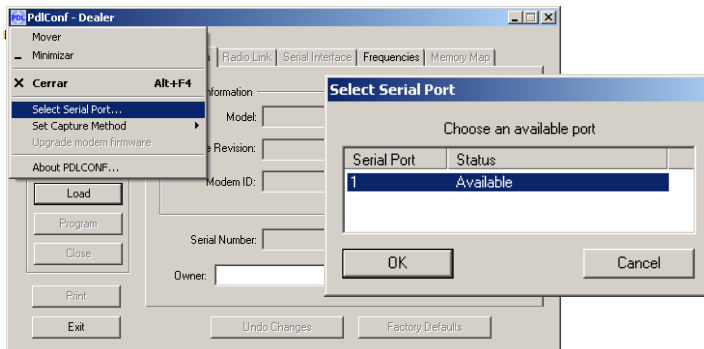 PDL PdlConf - Dealer
Mover
Minimizar
Cerrar Alt+F4
Select Serial Port...
Set Capture Method
Upgrade modem firmware
About PDLCONF...
Radio Link
Serial Interface
Frequencies
Memory Map
Model:
Revision:
Modem ID:
Serial Number:
Owner:
Load
Program
Close
Print
Exit
Undo Changes
Factory Defaults
Select Serial Port
Choose an available port
Serial Port Status
1 Available
OK
Cancel